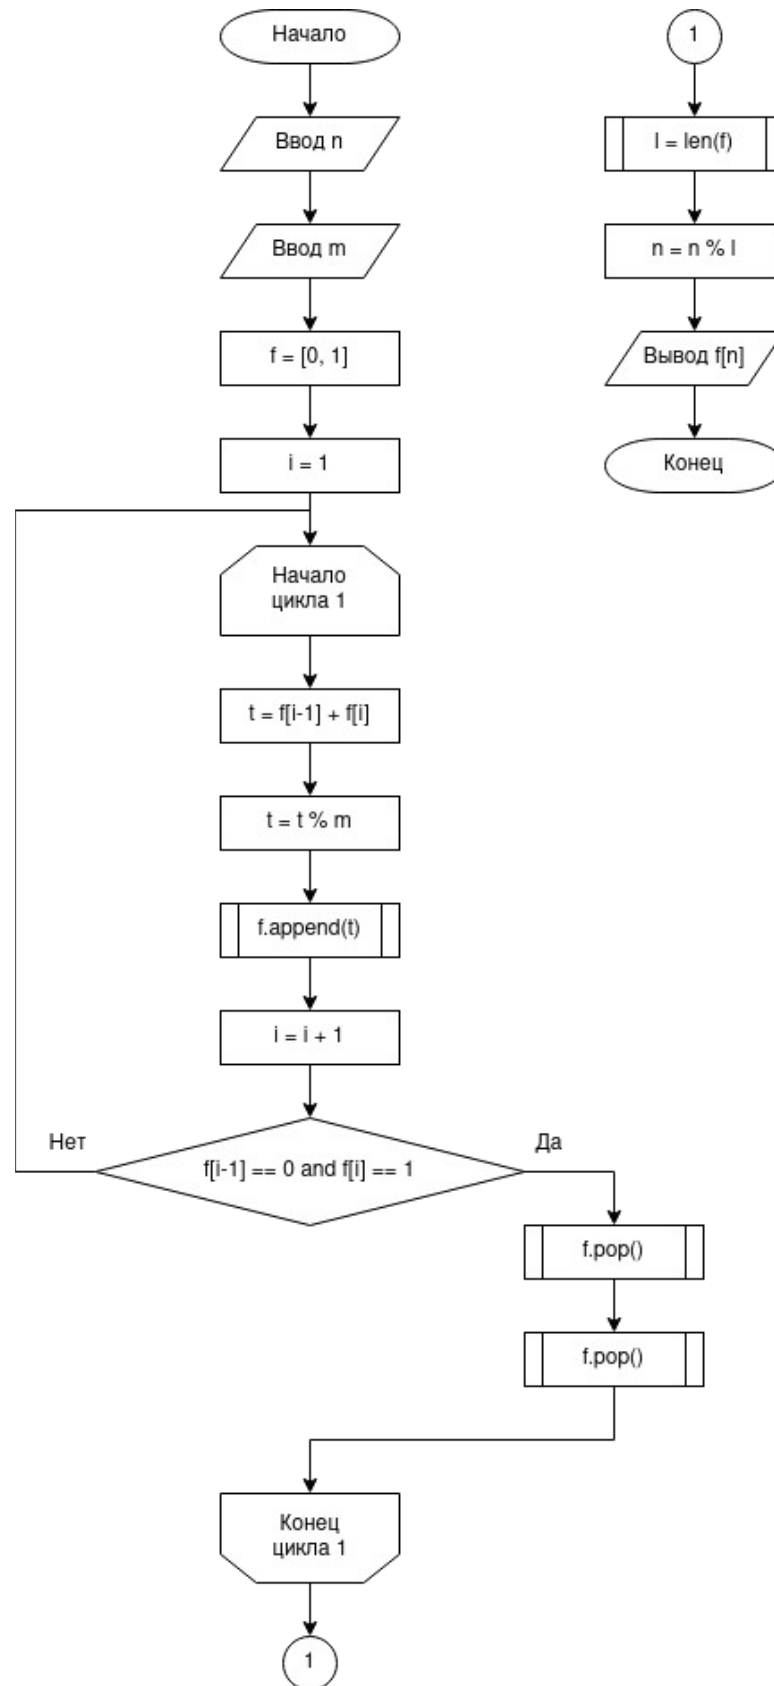 Начало
Ввод n
Ввод m
f = [0, 1]
i = 1
Начало
цикла 1
t = f[i-1] + f[i]
t = t % m
f.append(t)
i = i + 1
Нет
f[i-1] == 0 and f[i] == 1
Да
f.pop()
f.pop()
Конец
цикла 1
1
1
l = len(f)
n = n % l
Вывод f[n]
Конец